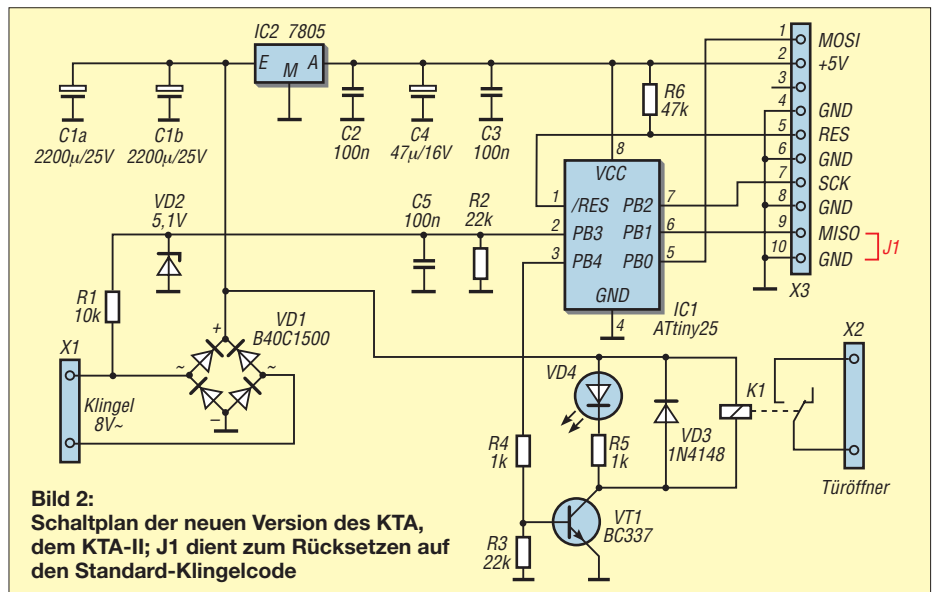 IC2 7805
E
A
M
C1a
2200µ/25V
C1b
2200µ/25V
C2
100n
C4
47µ/16V
C3
100n
R6
47k
1
MOSI
2
+5V
3
4
GND
5
RES
6
GND
7
SCK
8
GND
9
MISO
10
GND
J1
X3
8
VCC
1
/RES
PB2
7
2
PB3
PB1
6
3
PB4
PB0
5
GND
4
IC1
ATtiny25
VD2
5,1V
C5
100n
R2
22k
R1
10k
VD1
B40C1500
+
~
~
–
X1
Klingel
8V~
VD4
R5
1k
VD3
1N4148
K1
X2
Türöffner
R4
1k
R3
22k
VT1
BC337
Bild 2:
Schaltplan der neuen Version des KTA,
dem KTA-II; J1 dient zum Rücksetzen auf
den Standard-Klingelcode